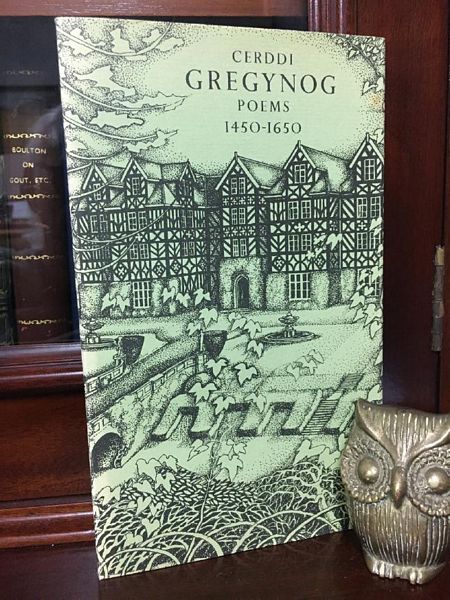 CERDDI
GREGYNOG
POEMS
1450-1650
BOULTON
ON
GOUT, ETC.